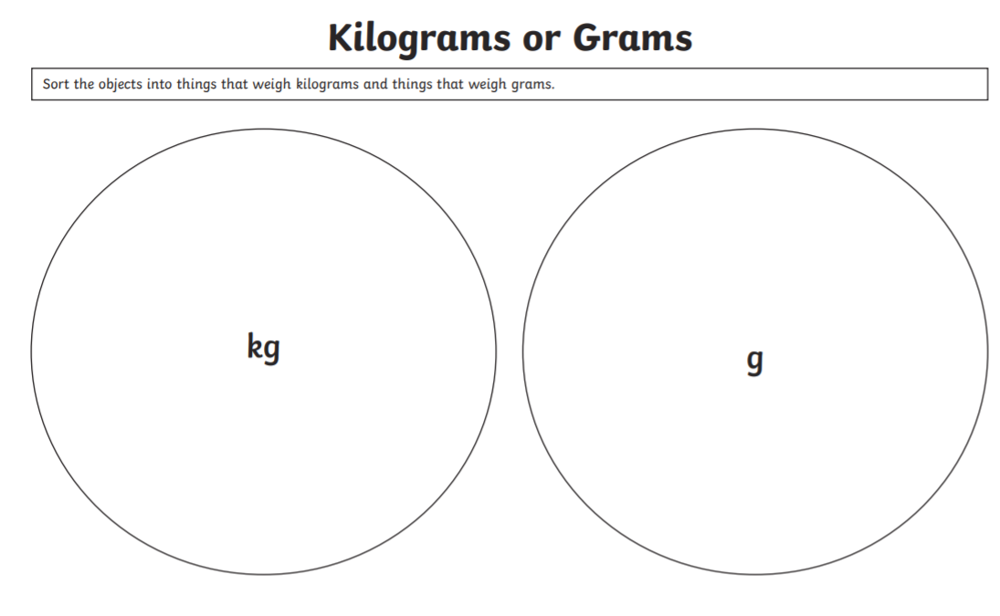 Kilograms or Grams
Sort the objects into things that weigh kilograms and things that weigh grams.
kg
g